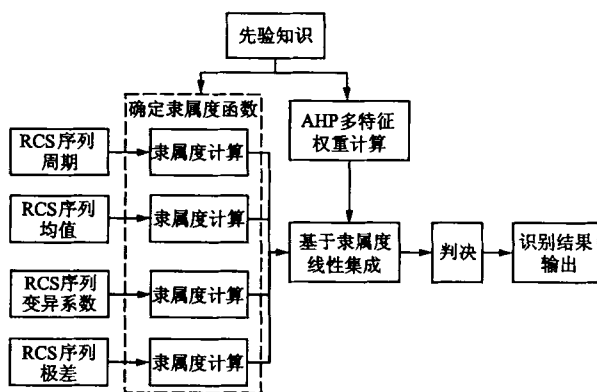 先验知识
确定隶属度函数
AHP多特征
权重计算
RCS序列
周期
隶属度计算
RCS序列
均值
隶属度计算
基于隶属度
线性集成
判决
识别结果
输出
RCS序列
变异系数
隶属度计算
RCS序列
极差
隶属度计算